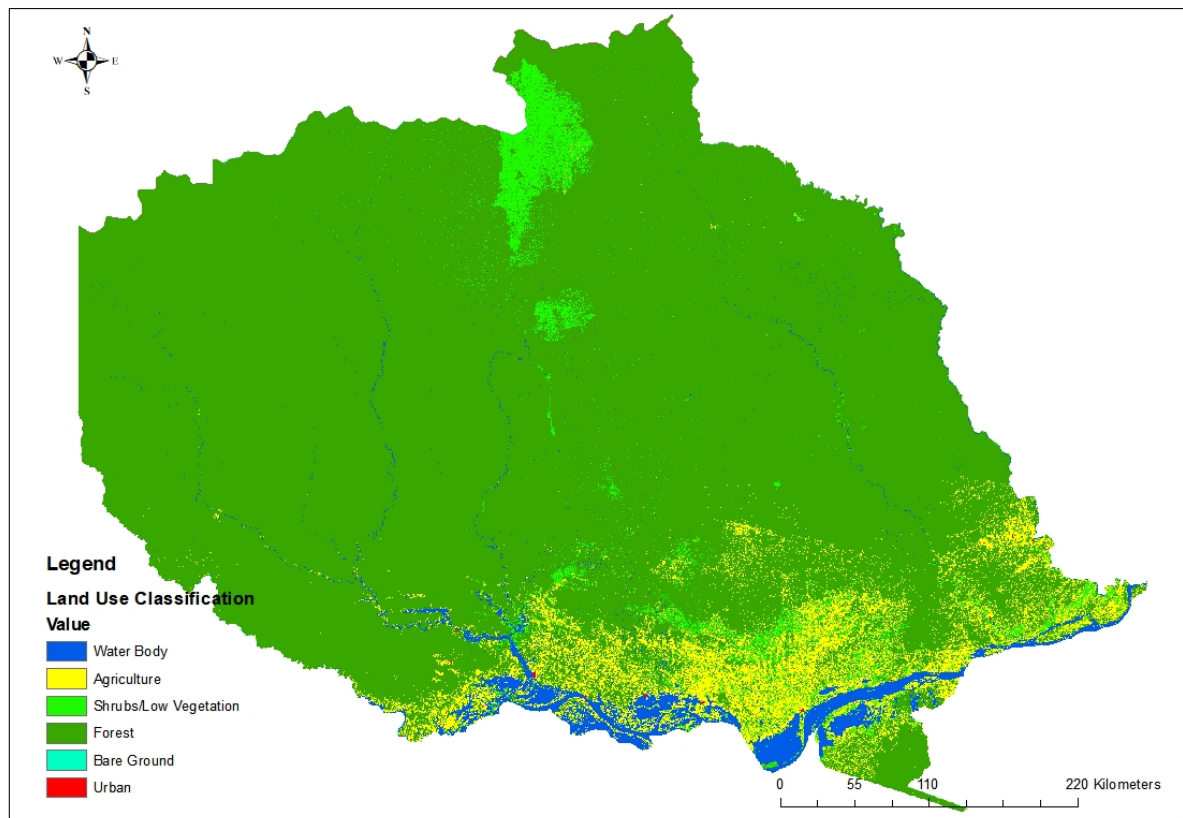 N
W E
S
Legend
Land Use Classification
Value
Water Body
Agriculture
Shrubs/Low Vegetation
Forest
Bare Ground
Urban
0 55 110 220 Kilometers